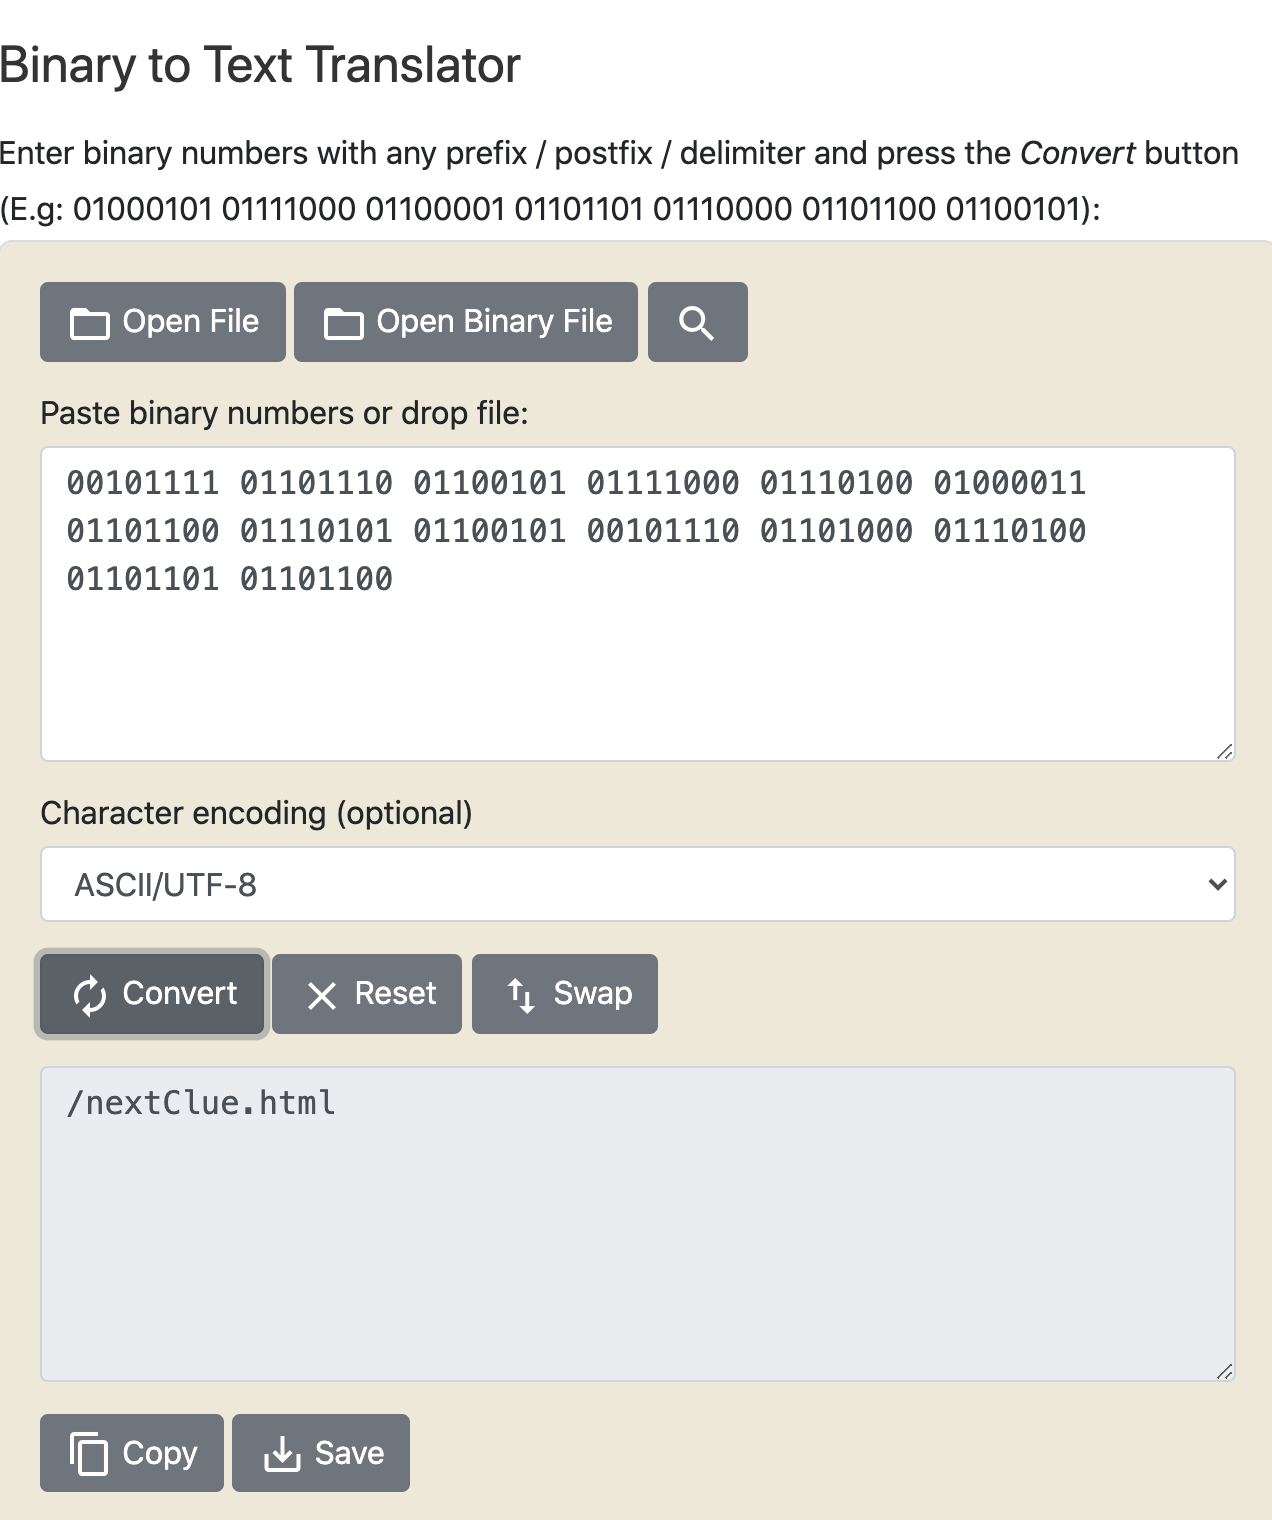 Binary to Text Translator
Enter binary numbers with any prefix / postfix / delimiter and press the Convert button
(E.g: 01000101 01111000 01100001 01101101 01110000 01101100 01100101):
Open File Open Binary File
Paste binary numbers or drop file:
00101111 01101110 01100101 01111000 01110100 01000011
01101100 01110101 01100101 00101110 01101000 01110100
01101101 01101100
Character encoding (optional)
ASCII/UTF-8
Convert Reset Swap
/nextClue.html
Copy Save